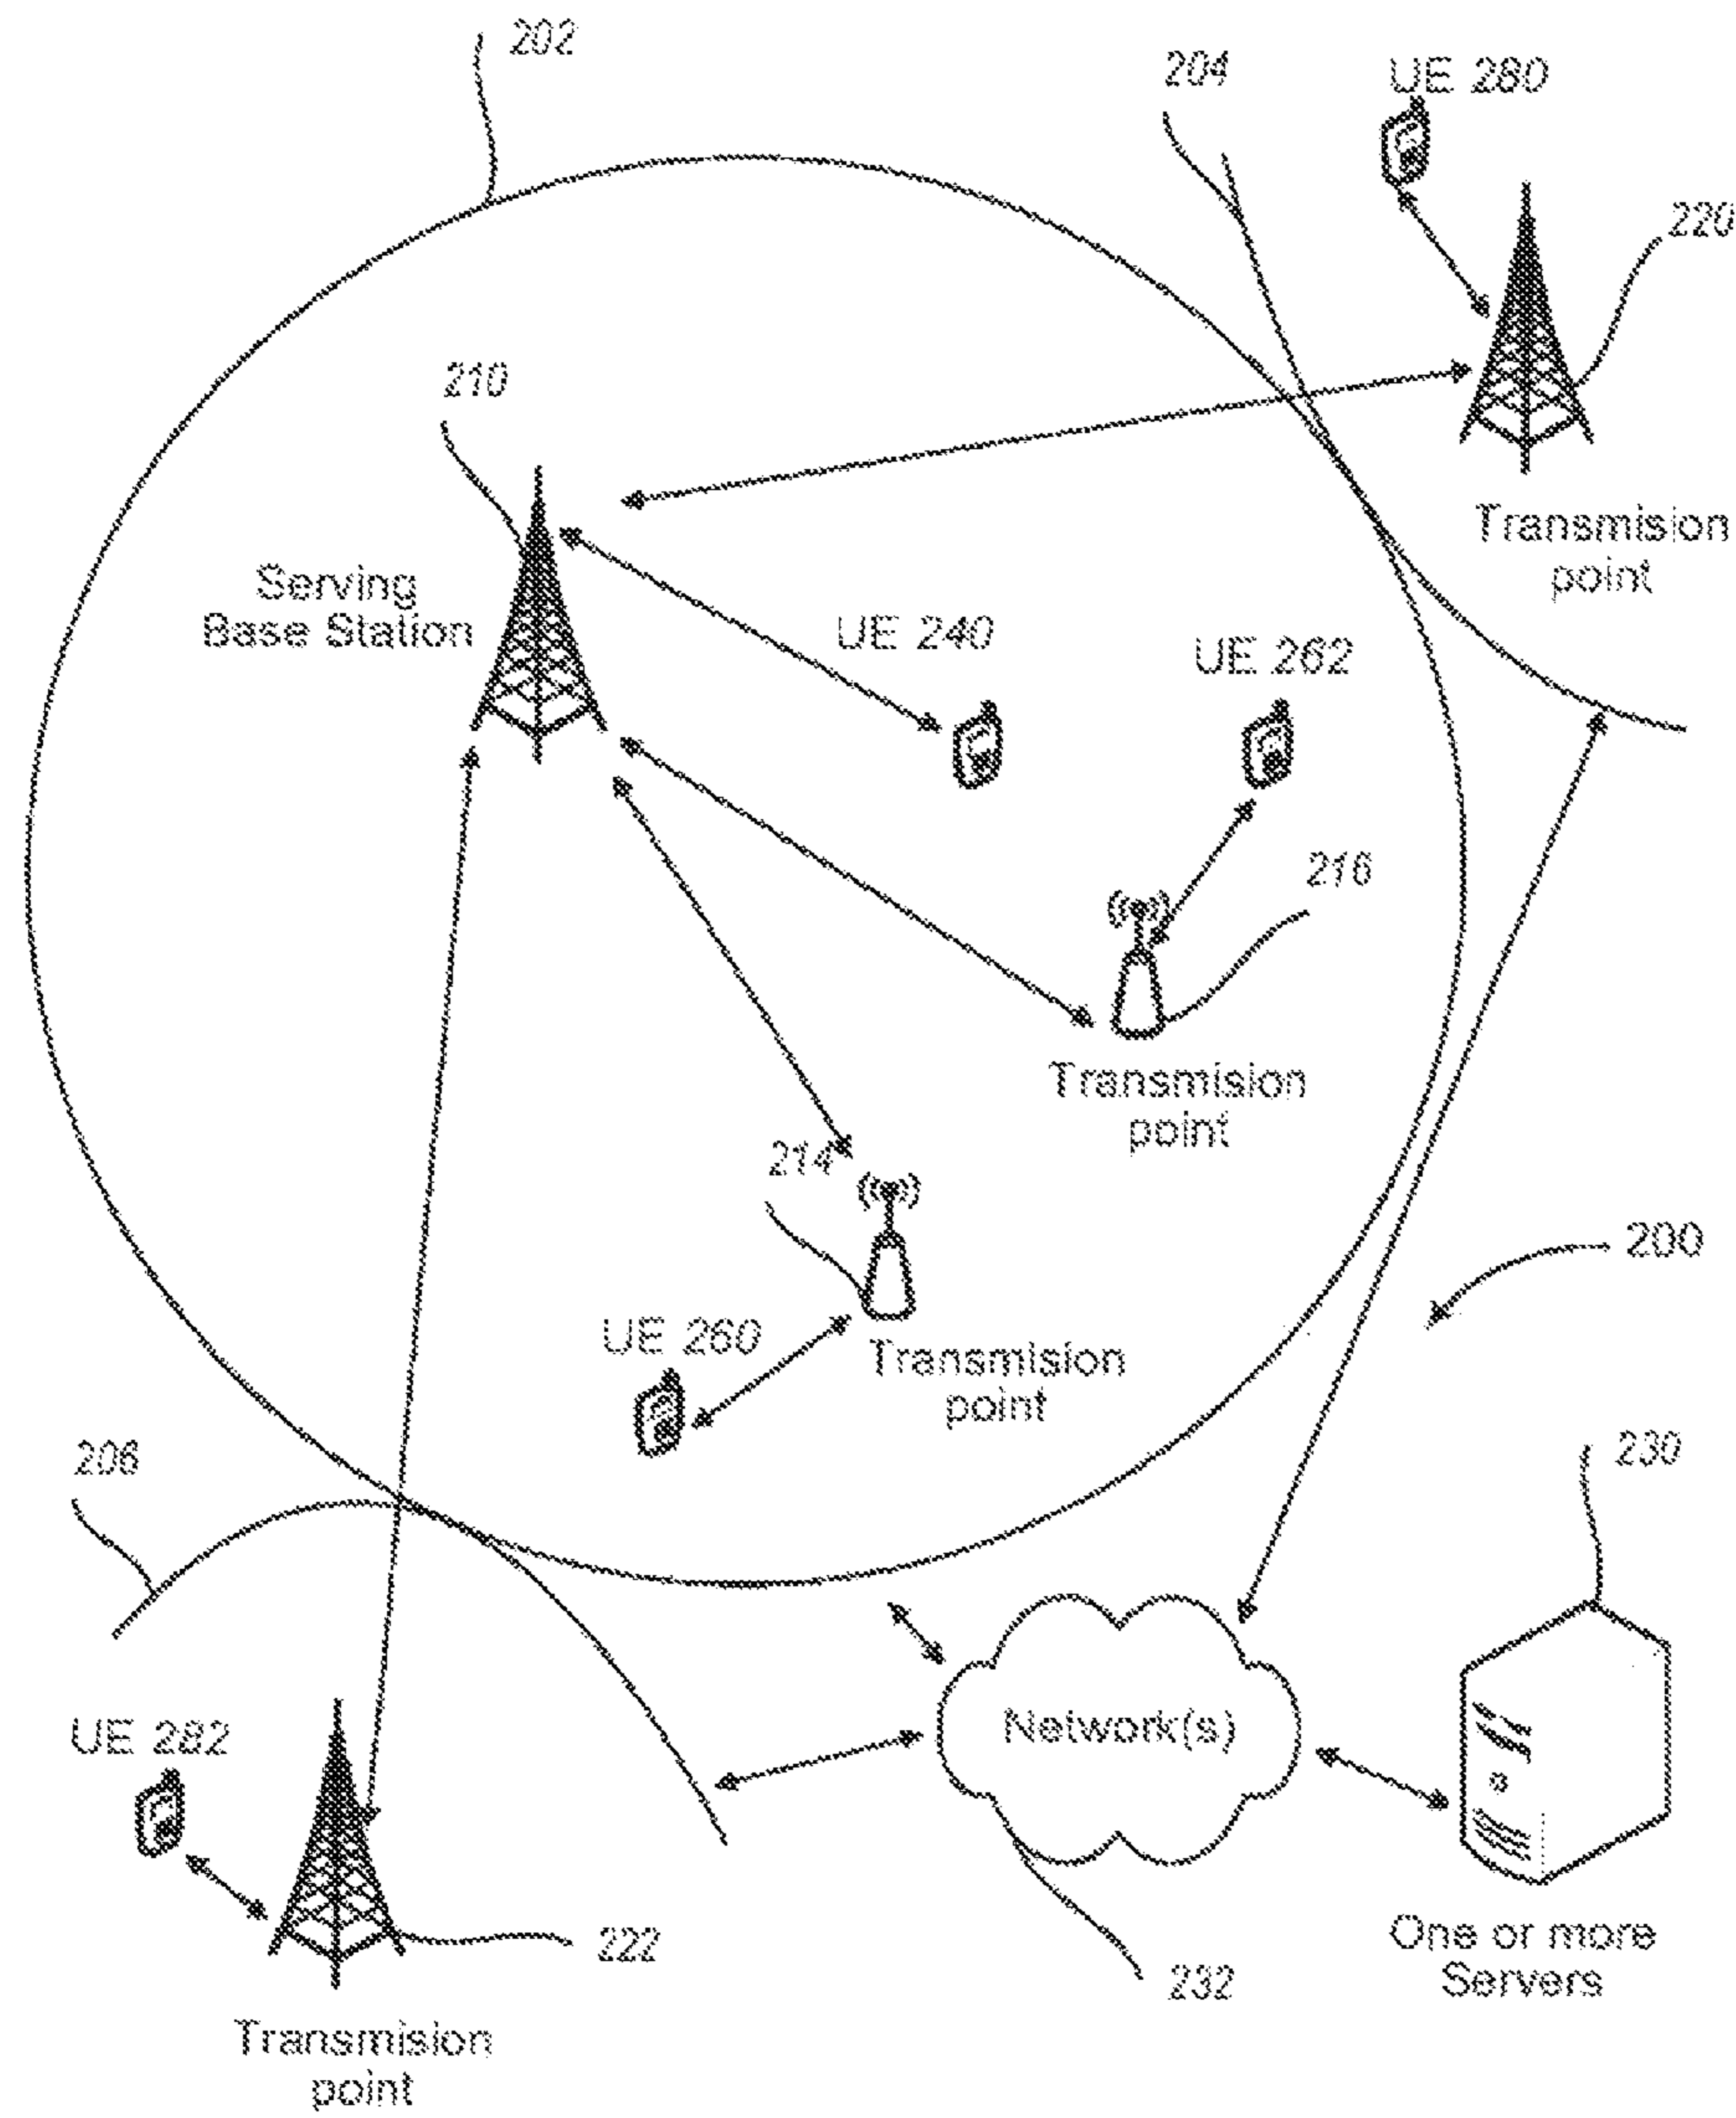 202
204
UE 280
220
210
Transmision
point
Serving
Base Station
UE 240
UE 262
216
Transmision
point
214
200
UE 260
Transmision
point
206
230
Network(s)
UE 282
222
232
One or more
Servers
Transmision
point